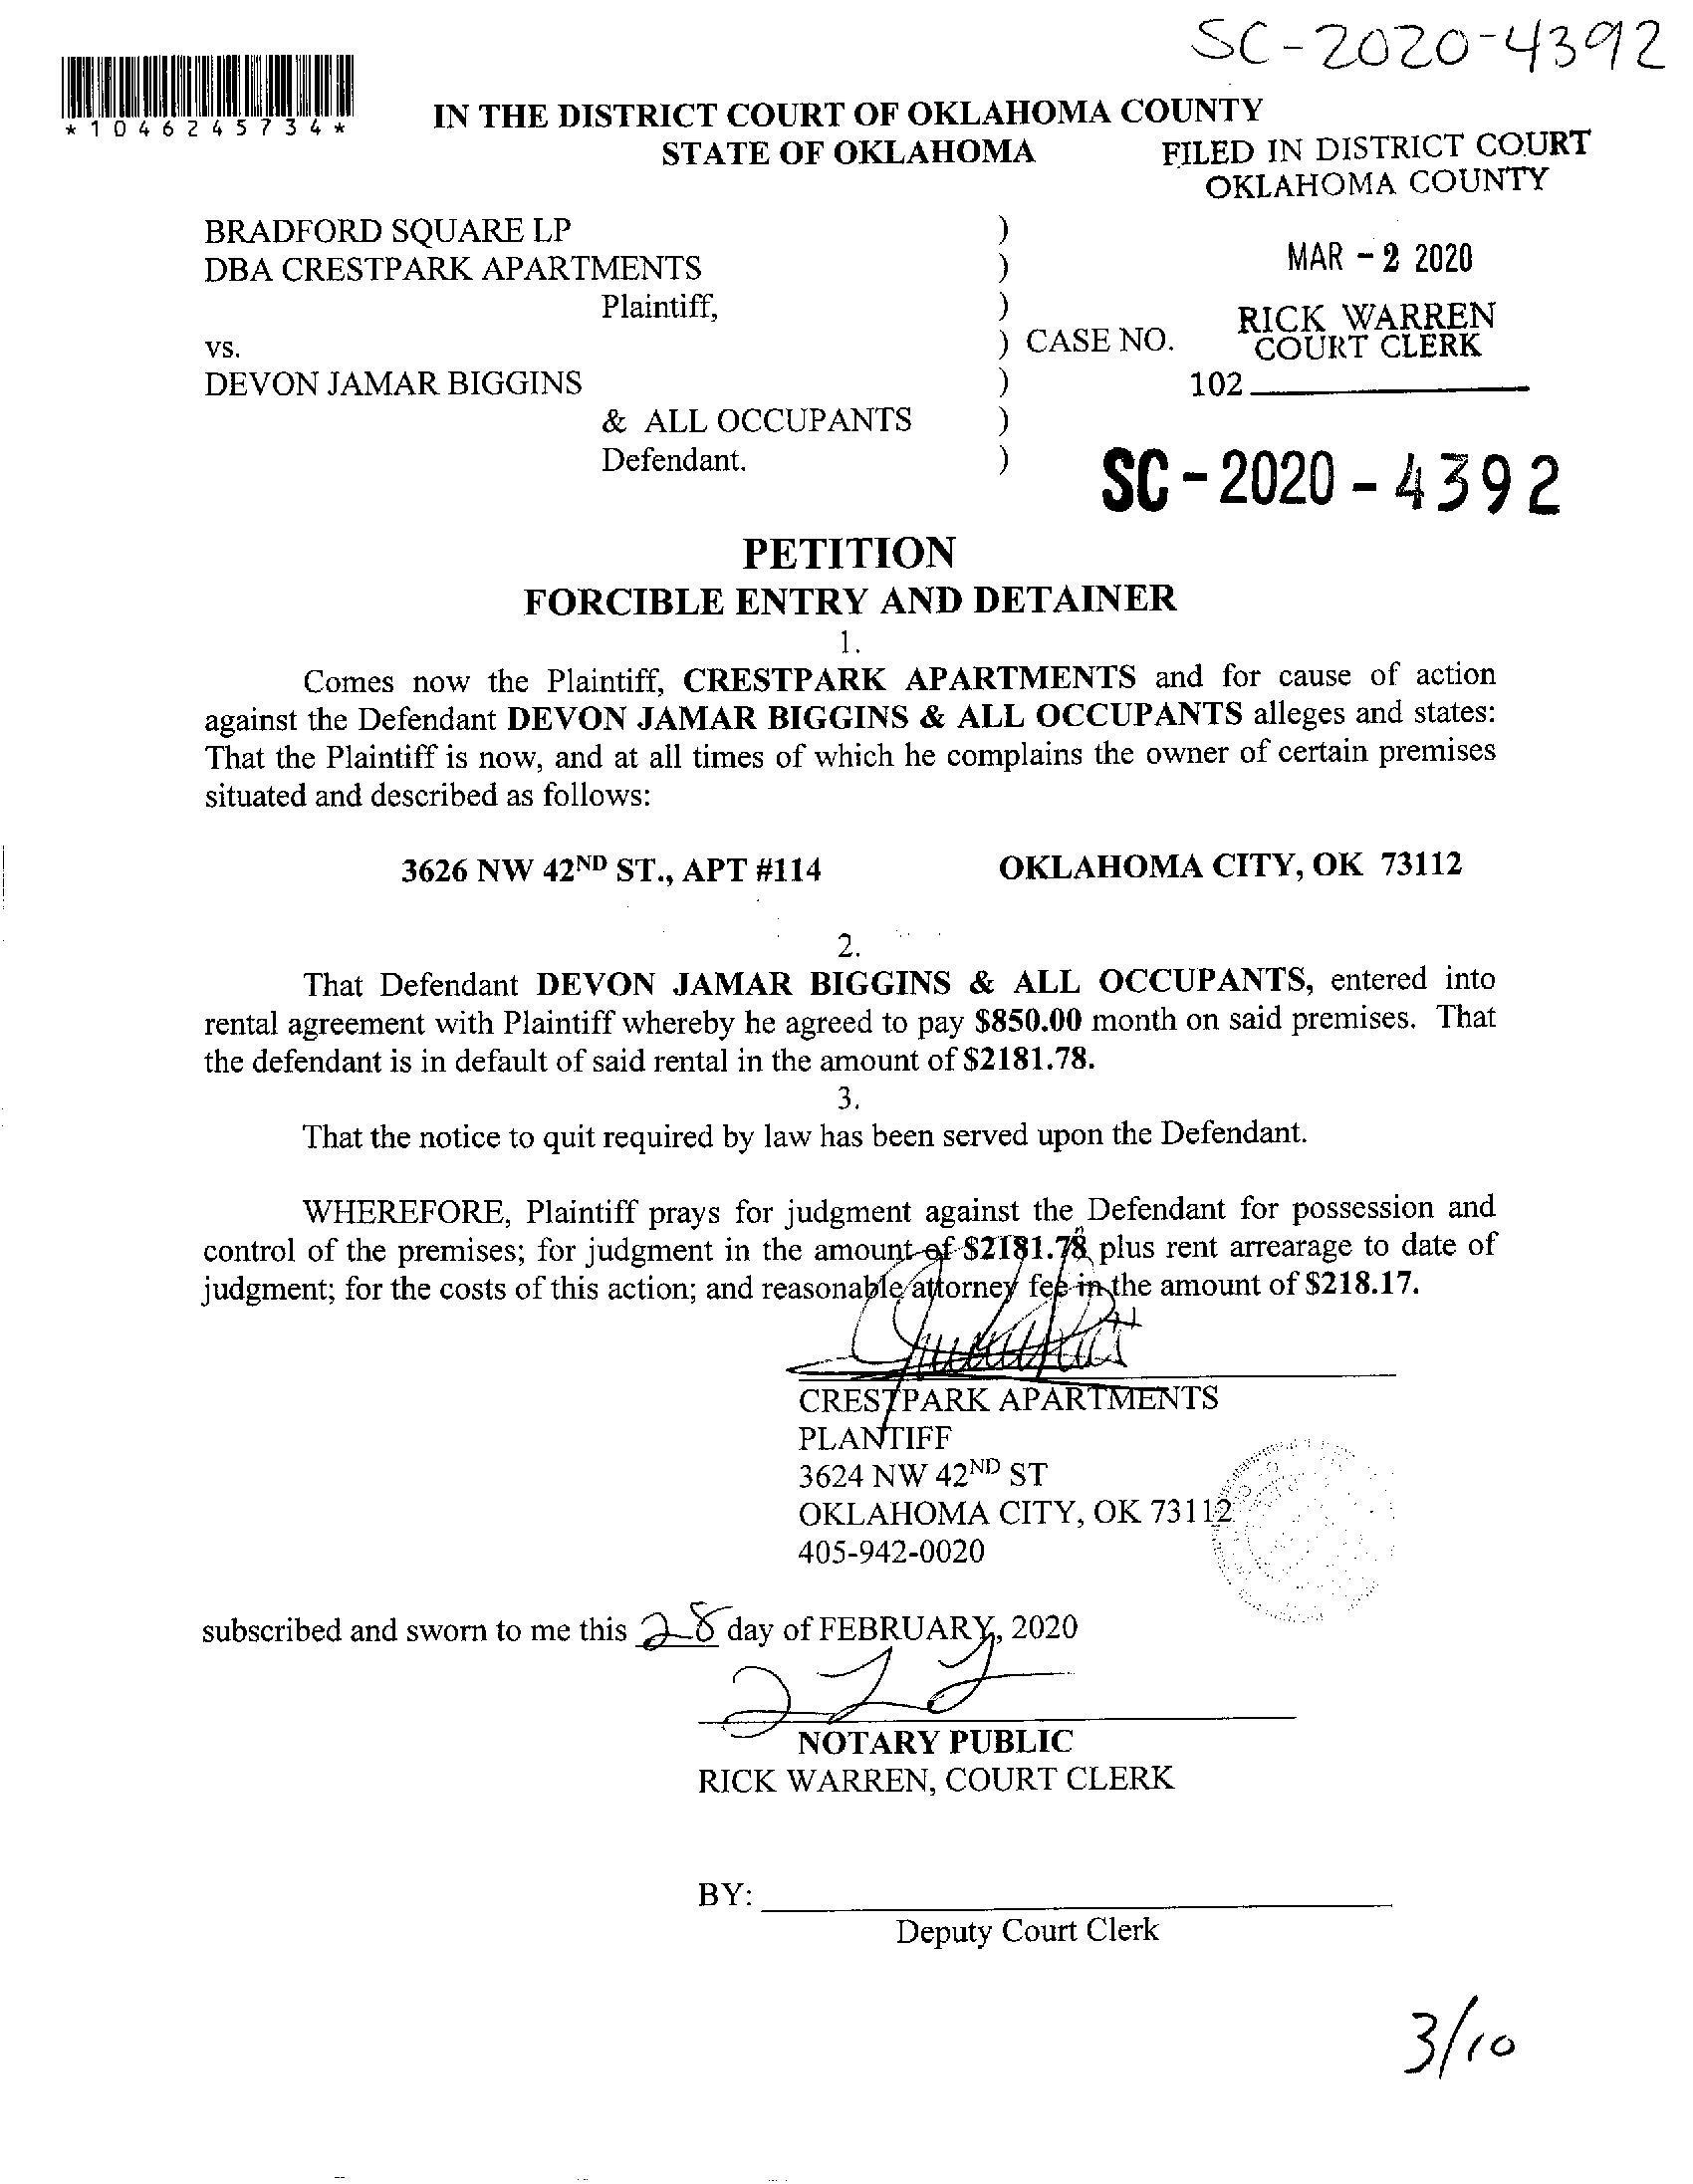 SC-2020-4392
*1046245734*
IN THE DISTRICT COURT OF OKLAHOMA COUNTY
STATE OF OKLAHOMA
FILED IN DISTRICT COURT
OKLAHOMA COUNTY
BRADFORD SQUARE LP )
DBA CRESTPARK APARTMENTS )
MAR - 2 2020
Plaintiff, )
RICK WARREN
COURT CLERK
vs. ) CASE NO.
DEVON JAMAR BIGGINS )
102
& ALL OCCUPANTS )
Defendant. )
SC-2020-4392
PETITION
FORCIBLE ENTRY AND DETAINER
1.
Comes now the Plaintiff, CRESTPARK APARTMENTS and for cause of action
against the Defendant DEVON JAMAR BIGGINS & ALL OCCUPANTS alleges and states:
That the Plaintiff is now, and at all times of which he complains the owner of certain premises
situated and described as follows:
3626 NW 42ND ST., APT #114 OKLAHOMA CITY, OK 73112
2.
That Defendant DEVON JAMAR BIGGINS & ALL OCCUPANTS, entered into
rental agreement with Plaintiff whereby he agreed to pay $850.00 month on said premises. That
the defendant is in default of said rental in the amount of $2181.78.
3.
That the notice to quit required by law has been served upon the Defendant.
WHEREFORE, Plaintiff prays for judgment against the Defendant for possession and
control of the premises; for judgment in the amount of $2181.78 plus rent arrearage to date of
judgment; for the costs of this action; and reasonable attorney fee in the amount of $218.17.
CRESTPARK APARTMENTS
PLANTIFF
3624 NW 42ND ST
OKLAHOMA CITY, OK 73112
405-942-0020
subscribed and sworn to me this 28 day of FEBRUARY, 2020
NOTARY PUBLIC
RICK WARREN, COURT CLERK
BY:
Deputy Court Clerk
3/10